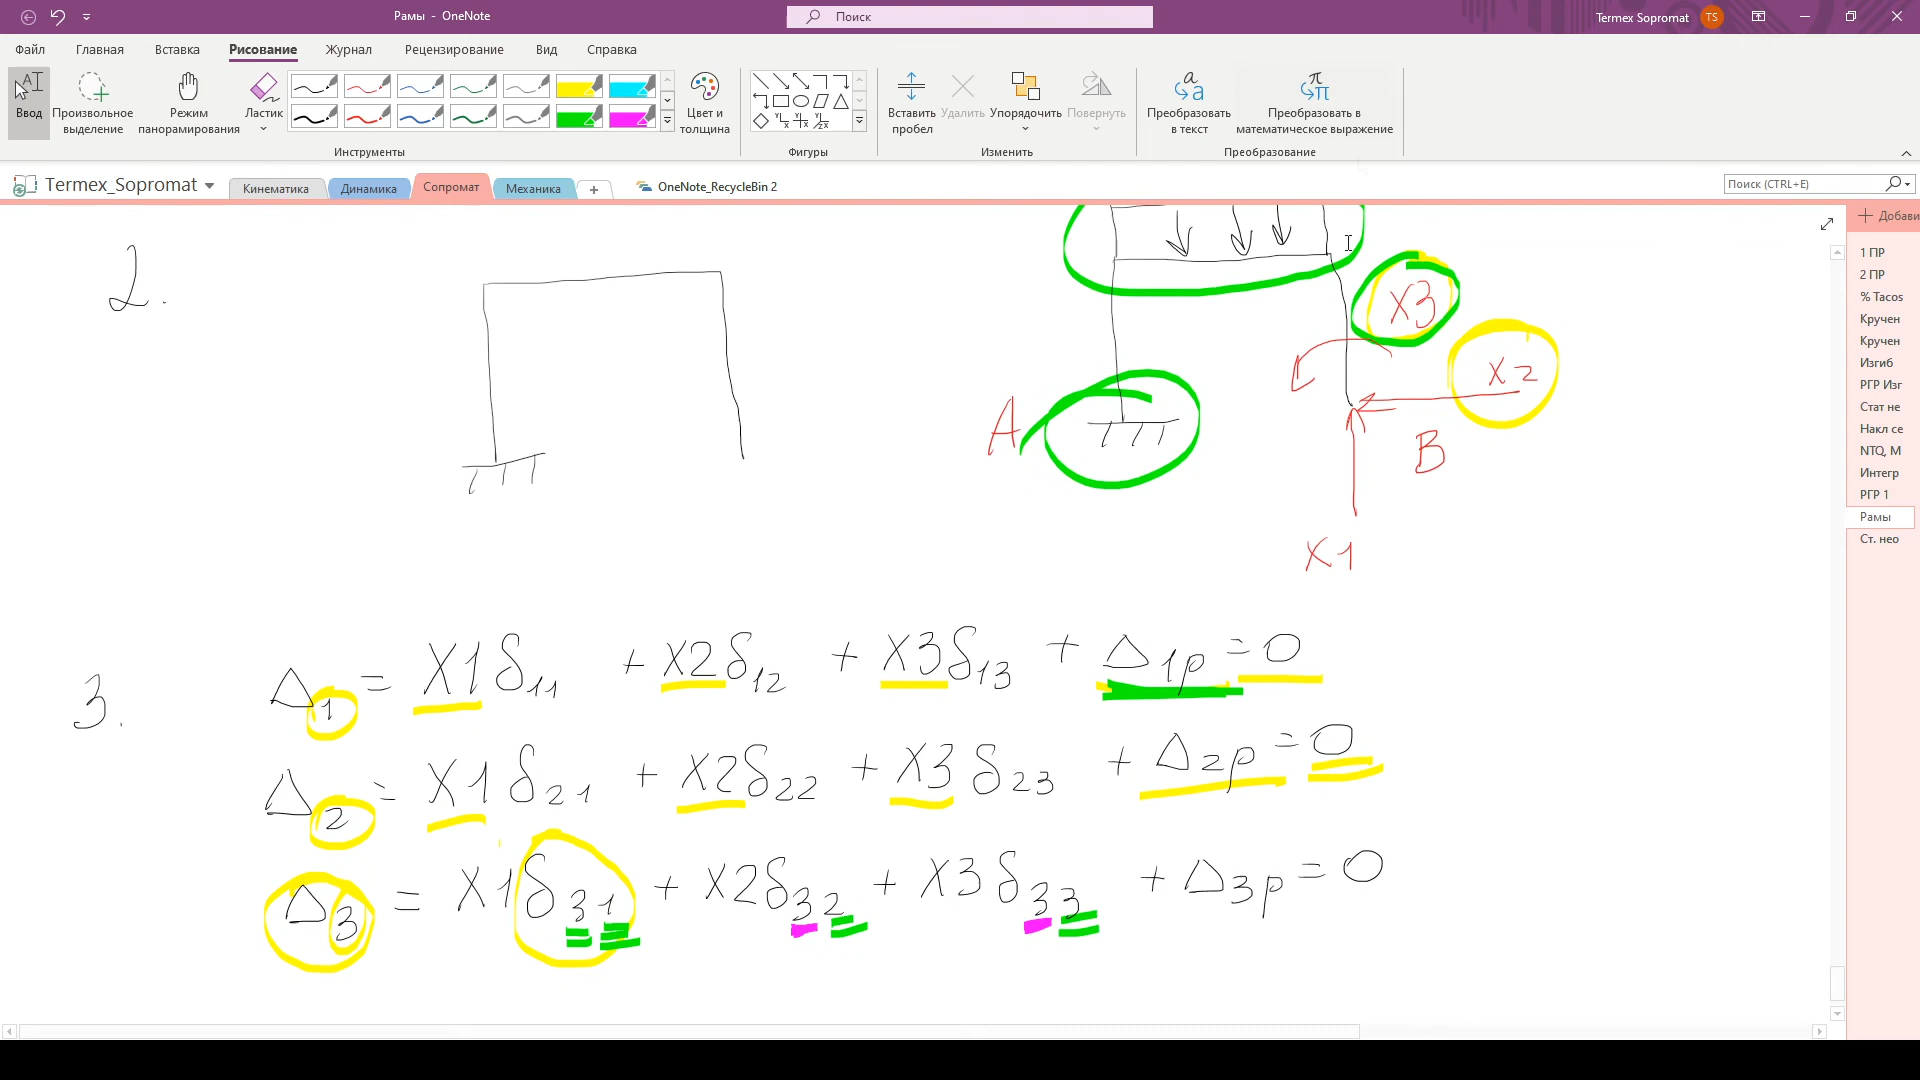 Рамы - OneNote
Поиск
Termex Sopromat
TS
Файл
Главная
Вставка
Рисование
Журнал
Рецензирование
Вид
Справка
Ввод
Произвольное выделение
Режим панорамирования
Ластик
Цвет и толщина
Инструменты
Фигуры
Вставить пробел
Удалить
Упорядочить
Повернуть
Изменить
Преобразовать в текст
Преобразовать в математическое выражение
Преобразование
Termex_Sopromat
Кинематика
Динамика
Сопромат
Механика
OneNote_RecycleBin 2
Поиск (CTRL+E)
Добави
1 ПР
2 ПР
% Tacos
Кручен
Кручен
Изгиб
РГР Изг
Стат не
Накл се
NTQ, M
Интегр
РГР 1
Рамы
Ст. нео
2.
X3
X2
A
B
X1
3.
Δ1 = X1δ11 + X2δ12 + X3δ13 + Δ1p = 0
Δ2 = X1δ21 + X2δ22 + X3δ23 + Δ2p = 0
Δ3 = X1δ31 + X2δ32 + X3δ33 + Δ3p = 0